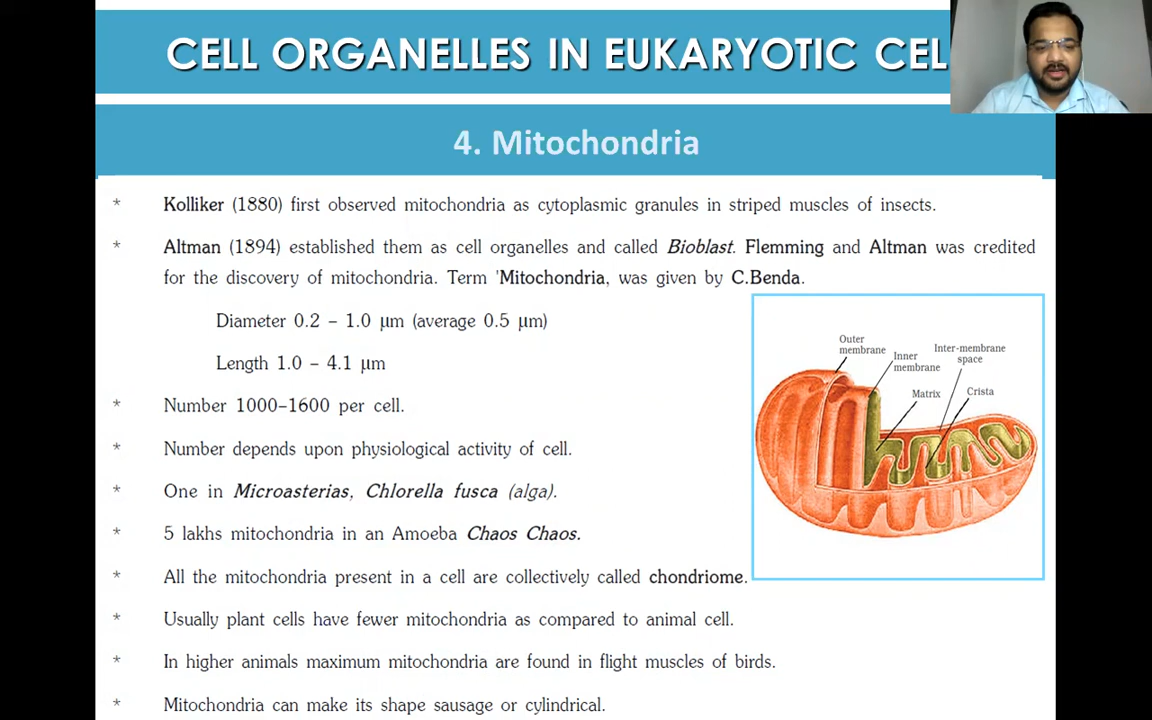 CELL ORGANELLES IN EUKARYOTIC CEL
4. Mitochondria
* Kolliker (1880) first observed mitochondria as cytoplasmic granules in striped muscles of insects.
* Altman (1894) established them as cell organelles and called Bioblast. Flemming and Altman was credited
for the discovery of mitochondria. Term 'Mitochondria, was given by C.Benda.
Diameter 0.2 – 1.0 µm (average 0.5 µm)
Length 1.0 – 4.1 µm
* Number 1000–1600 per cell.
* Number depends upon physiological activity of cell.
* One in Microasterias, Chlorella fusca (alga).
* 5 lakhs mitochondria in an Amoeba Chaos Chaos.
* All the mitochondria present in a cell are collectively called chondriome.
* Usually plant cells have fewer mitochondria as compared to animal cell.
* In higher animals maximum mitochondria are found in flight muscles of birds.
* Mitochondria can make its shape sausage or cylindrical.
Outer
membrane
Inner
membrane
Inter-membrane
space
Matrix
Crista